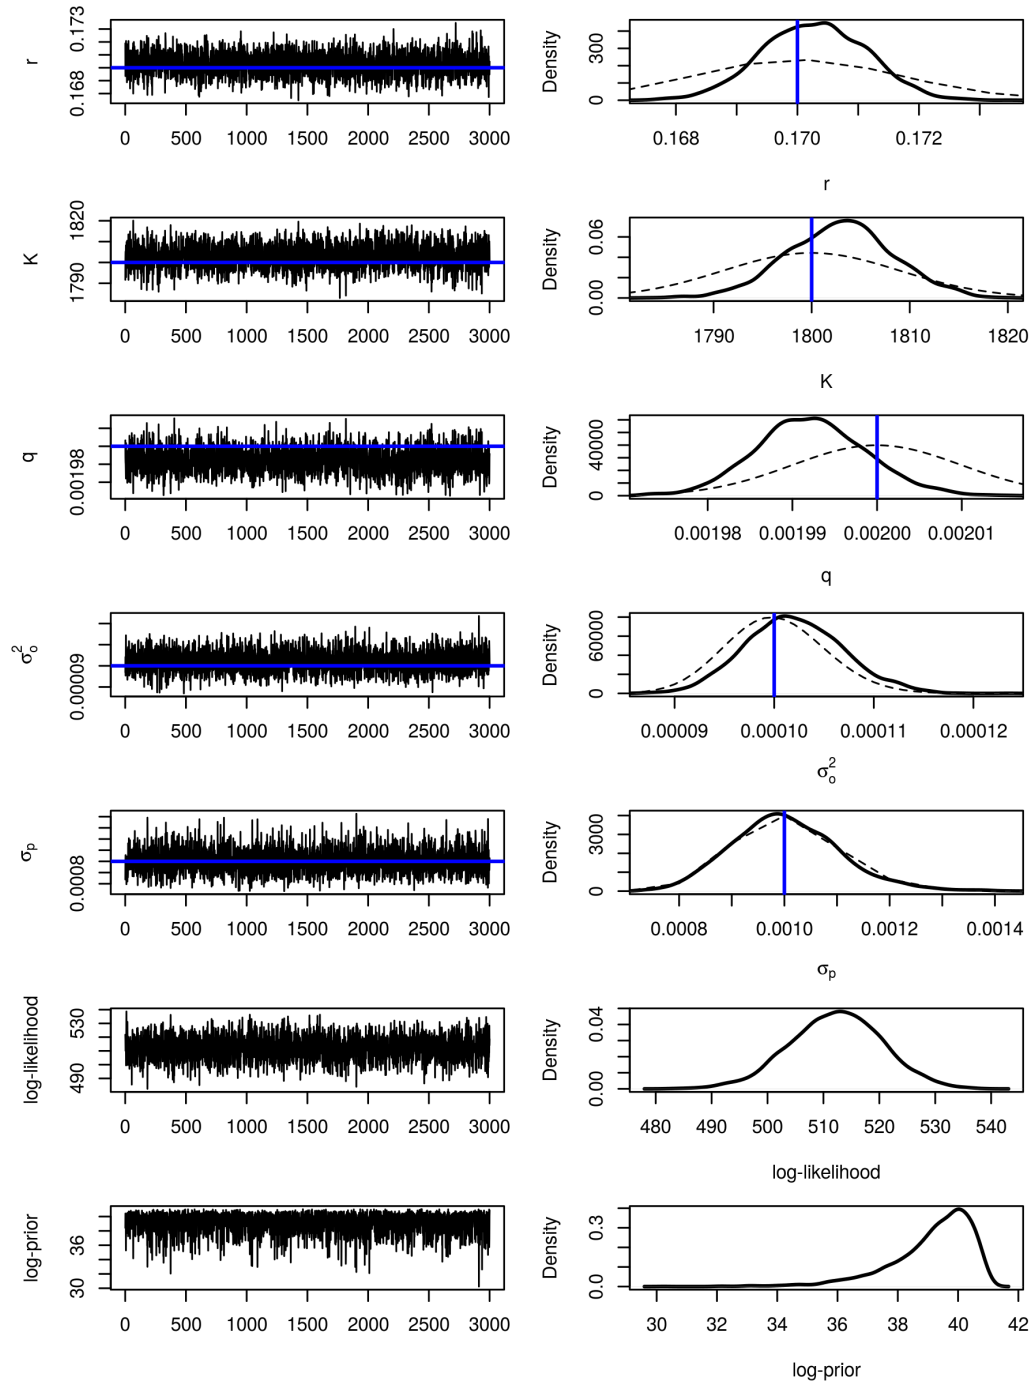 r
0.168 0.173
0 500 1000 1500 2000 2500 3000
Density
0 300
0.168 0.170 0.172
r
K
1790 1820
0 500 1000 1500 2000 2500 3000
Density
0.00 0.06
1790 1800 1810 1820
K
q
0.00198
0 500 1000 1500 2000 2500 3000
Density
0 40000
0.00198 0.00199 0.00200 0.00201
q
σ²ₒ
0.00009
0 500 1000 1500 2000 2500 3000
Density
0 60000
0.00009 0.00010 0.00011 0.00012
σ²ₒ
σₚ
0.0008
0 500 1000 1500 2000 2500 3000
Density
0 3000
0.0008 0.0010 0.0012 0.0014
σₚ
log-likelihood
490 530
0 500 1000 1500 2000 2500 3000
Density
0.00 0.04
480 490 500 510 520 530 540
log-likelihood
log-prior
30 36
0 500 1000 1500 2000 2500 3000
Density
0.0 0.3
30 32 34 36 38 40 42
log-prior